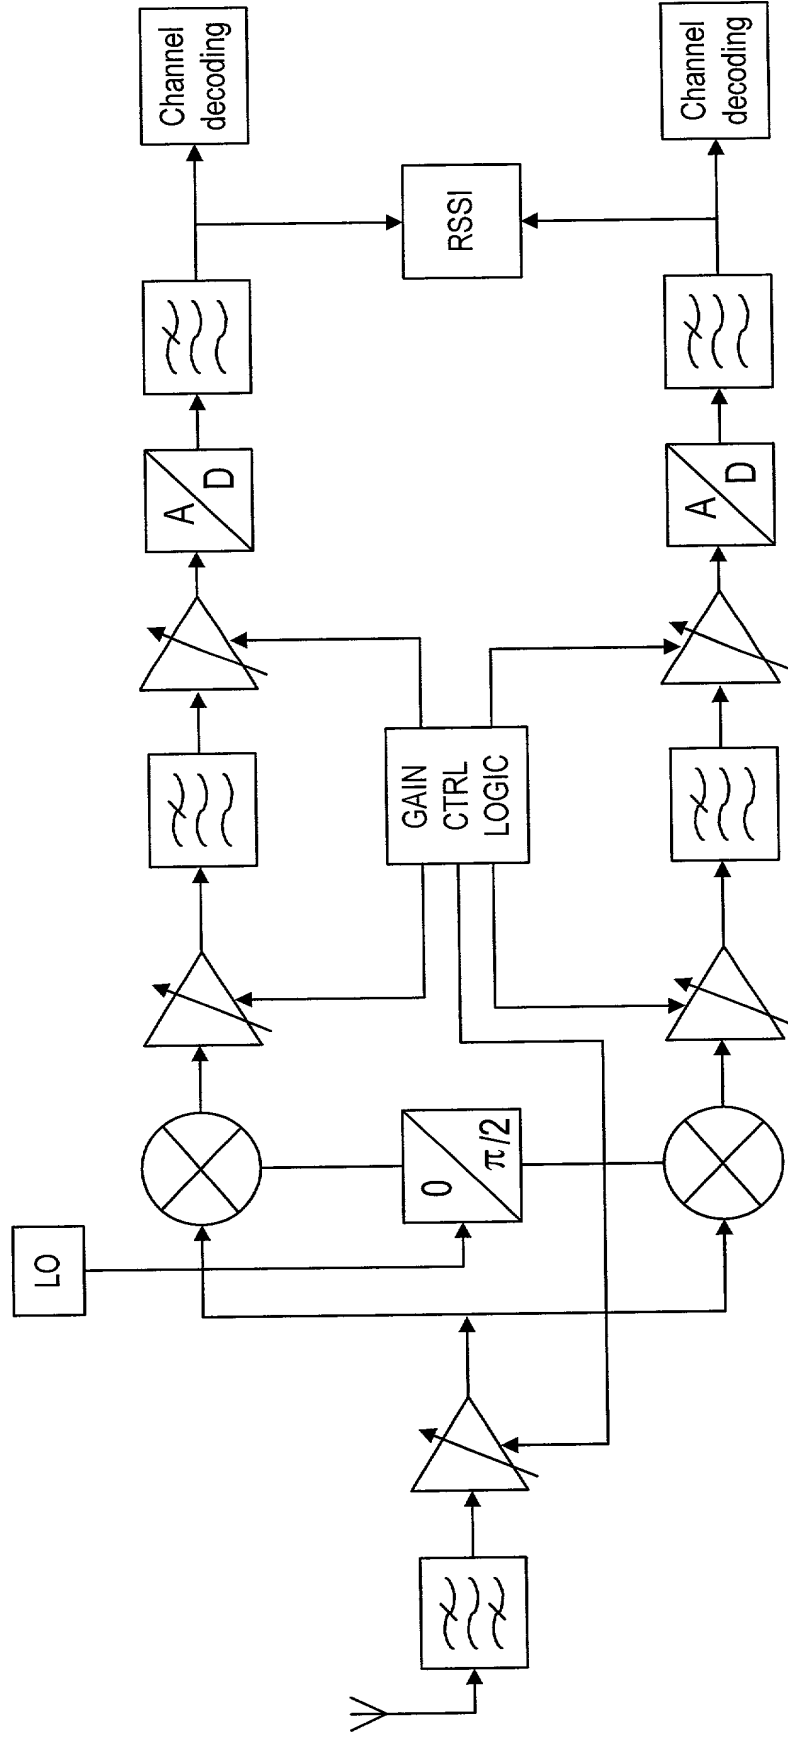 Channel
decoding
Channel
decoding
RSSI
A
D
A
D
GAIN
CTRL
LOGIC
0
π/2
LO